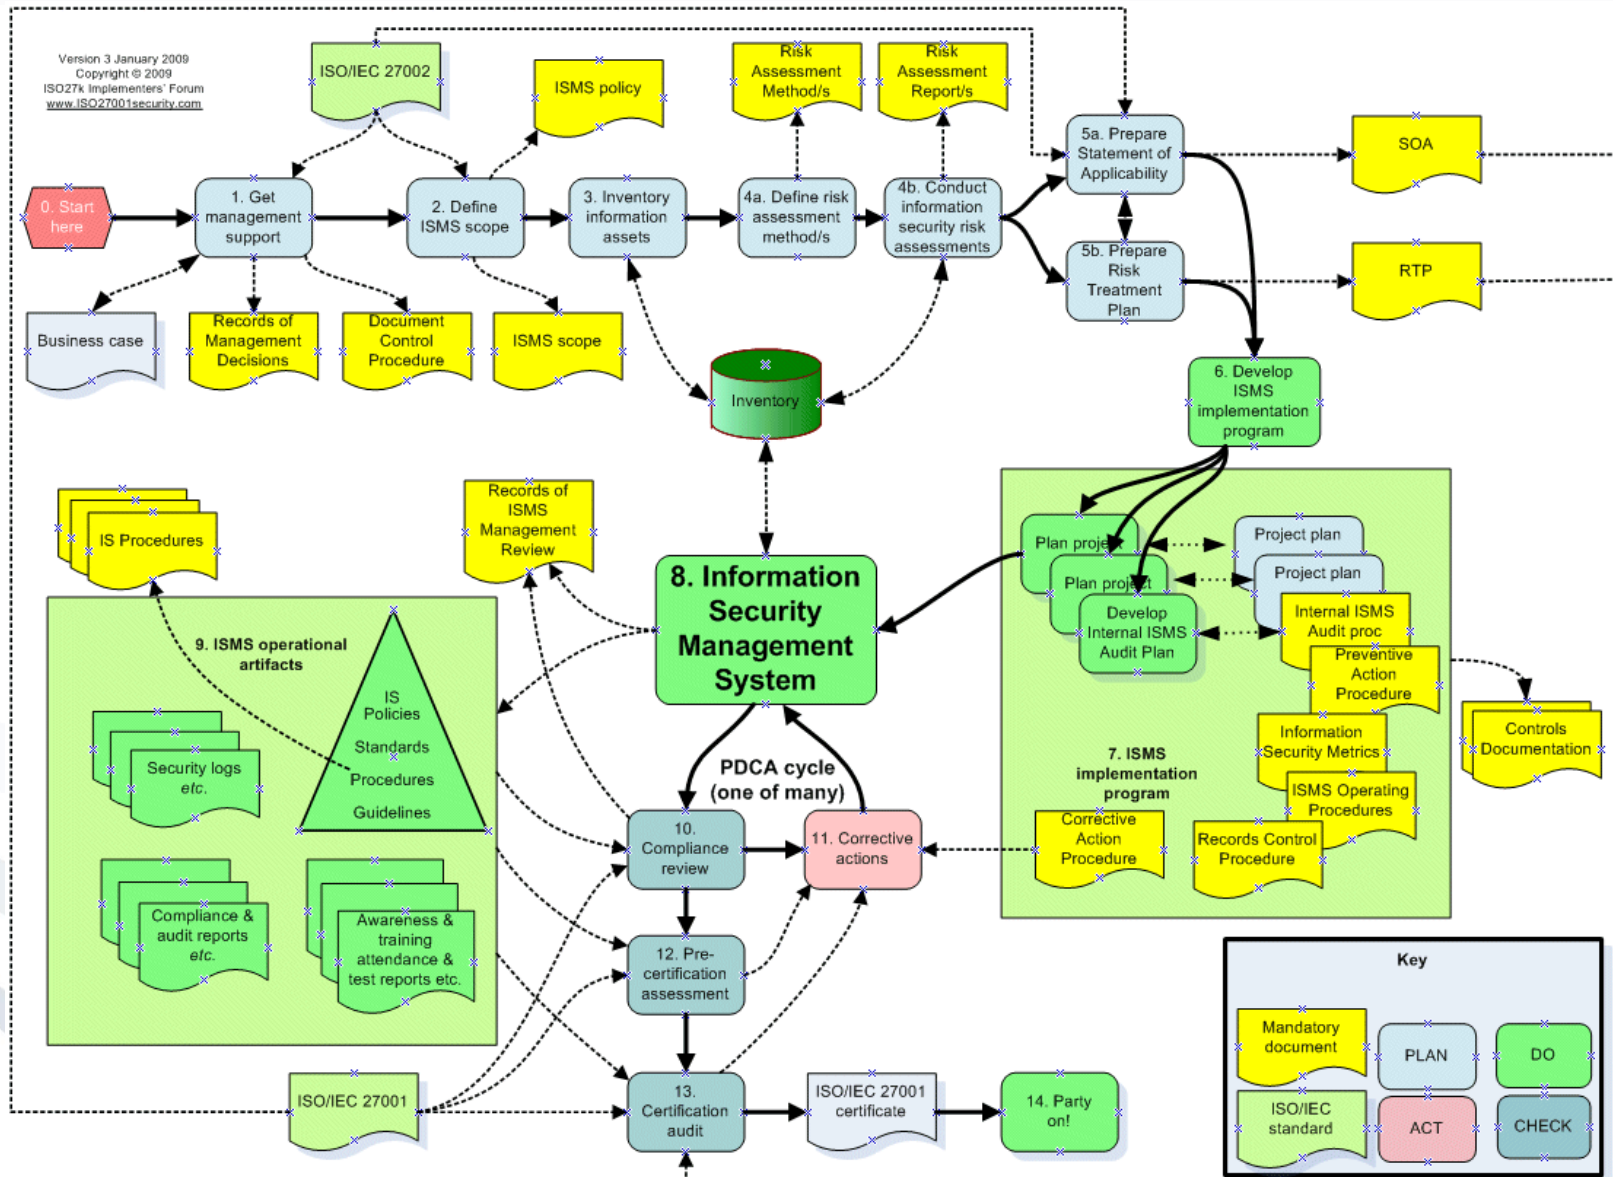 Version 3 January 2009
Copyright © 2009
ISO27k Implementers' Forum
www.ISO27001security.com
ISO/IEC 27002
ISMS policy
Risk
Assessment
Method/s
Risk
Assessment
Report/s
0. Start
here
1. Get
management
support
2. Define
ISMS scope
3. Inventory
information
assets
4a. Define risk
assessment
method/s
4b. Conduct
information
security risk
assessments
5a. Prepare
Statement of
Applicability
SOA
5b. Prepare
Risk
Treatment
Plan
RTP
Business case
Records of
Management
Decisions
Document
Control
Procedure
ISMS scope
Inventory
6. Develop
ISMS
implementation
program
IS Procedures
Records of
ISMS
Management
Review
8. Information
Security
Management
System
Plan project
Plan project
Develop
Internal ISMS
Audit Plan
Project plan
Project plan
Internal ISMS
Audit proc
Preventive
Action
Procedure
Information
Security Metrics
ISMS Operating
Procedures
Records Control
Procedure
Controls
Documentation
7. ISMS
implementation
program
Corrective
Action
Procedure
9. ISMS operational
artifacts
IS
Policies
Standards
Procedures
Guidelines
Security logs
etc.
Compliance &
audit reports
etc.
Awareness &
training
attendance &
test reports etc.
PDCA cycle
(one of many)
10.
Compliance
review
11. Corrective
actions
12. Pre-
certification
assessment
ISO/IEC 27001
13.
Certification
audit
ISO/IEC 27001
certificate
14. Party
on!
Key
Mandatory
document
PLAN
DO
ISO/IEC
standard
ACT
CHECK